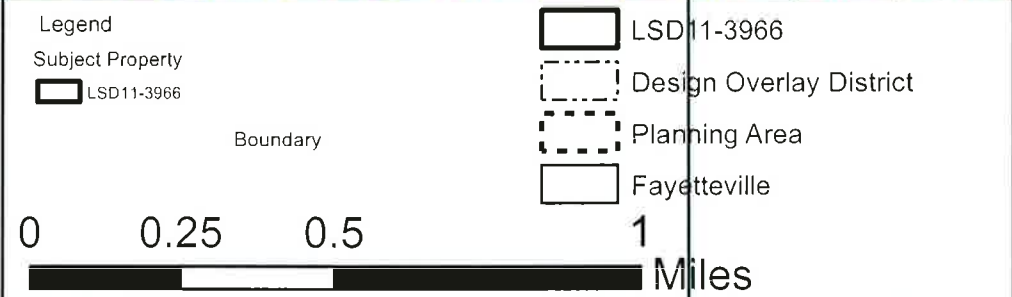 Legend
Subject Property
LSD11-3966
Boundary
LSD11-3966
Design Overlay District
Planning Area
Fayetteville
0 0.25 0.5 1
Miles